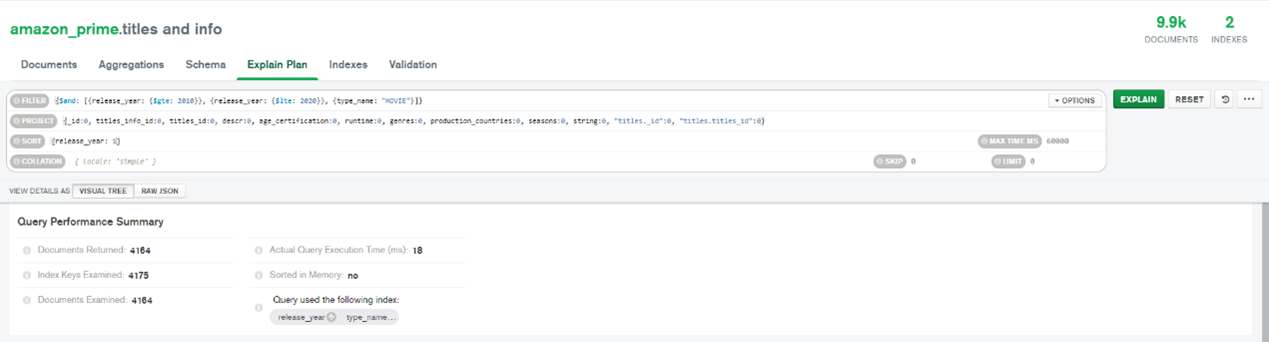 amazon_prime.titles and info
9.9k 2
DOCUMENTS INDEXES
Documents Aggregations Schema Explain Plan Indexes Validation
FILTER {$and: [{release_year: {$gte: 2010}}, {release_year: {$lte: 2020}}, {type_name: "MOVIE"}]} OPTIONS EXPLAIN RESET ...
PROJECT {_id:0, titles_info_id:0, titles_id:0, descr:0, age_certification:0, runtime:0, genres:0, production_countries:0, seasons:0, string:0, "titles._id":0, "titles.titles_id":0}
SORT {release_year: 1} MAX TIME MS 60000
COLLATION { locale: 'simple' } SKIP 0 LIMIT 0
VIEW DETAILS AS VISUAL TREE RAW JSON
Query Performance Summary
Documents Returned: 4164 Actual Query Execution Time (ms): 18
Index Keys Examined: 4175 Sorted in Memory: no
Documents Examined: 4164 Query used the following index:
release_year type_name...